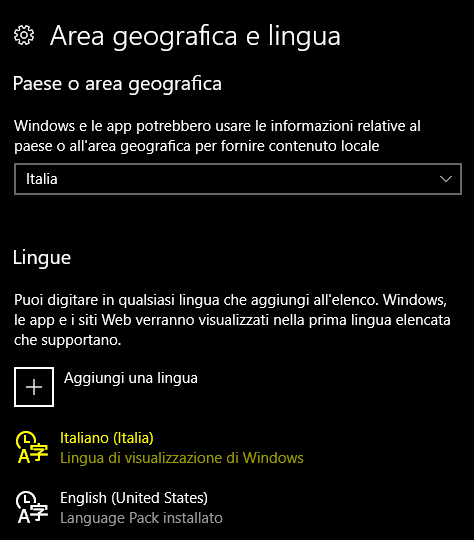 Area geografica e lingua
Paese o area geografica
Windows e le app potrebbero usare le informazioni relative al
paese o all'area geografica per fornire contenuto locale
Italia
Lingue
Puoi digitare in qualsiasi lingua che aggiungi all'elenco. Windows,
le app e i siti Web verranno visualizzati nella prima lingua elencata
che supportano.
Aggiungi una lingua
Italiano (Italia)
Lingua di visualizzazione di Windows
English (United States)
Language Pack installato